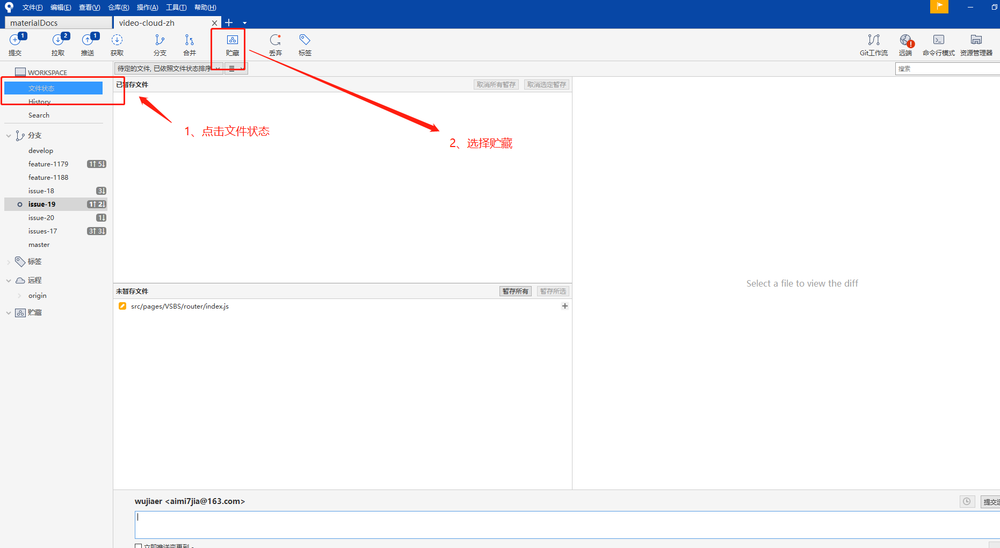 文件(F) 编辑(E) 查看(V) 仓库(R) 操作(A) 工具(T) 帮助(H)
materialDocs video-cloud-zh
1 2 1
提交 拉取 推送 获取 分支 合并 贮藏 丢弃 标签 Git工作流 远端 命令行模式 资源管理器
WORKSPACE
待定的文件, 已依照文件状态排序
搜索
文件状态
History
Search
已暂存文件 取消所有暂存 取消选定暂存
1、点击文件状态
2、选择贮藏
分支
develop
feature-1179 1↑ 5↓
feature-1188
issue-18 3↓
issue-19 1↑ 2↓
issue-20 1↓
issues-17 3↑ 3↓
master
标签
远程
origin
贮藏
未暂存文件 暂存所有 暂存所选
src/pages/VSBS/router/index.js
Select a file to view the diff
wujiaer <aimi7jia@163.com>
提交选
立即推送变更到 -